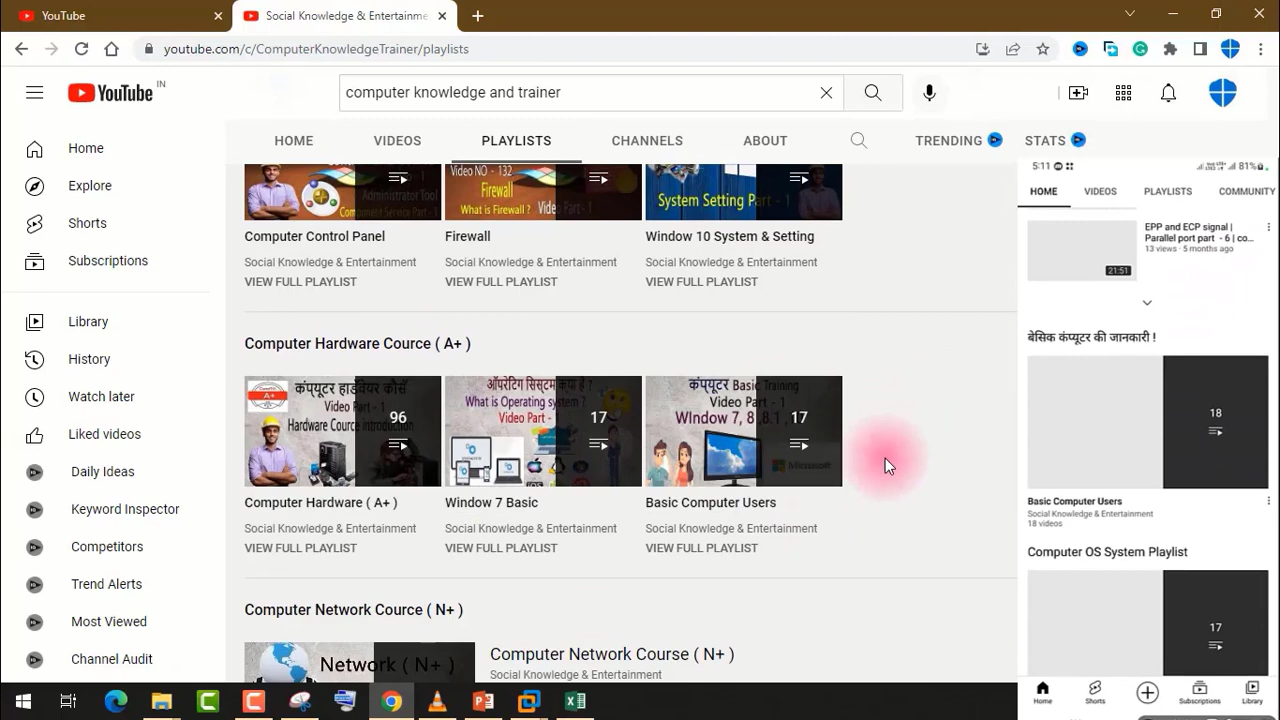 YouTube
Social Knowledge & Entertainme
youtube.com/c/ComputerKnowledgeTrainer/playlists
YouTube IN
computer knowledge and trainer
HOME VIDEOS PLAYLISTS CHANNELS ABOUT TRENDING STATS
Home
Explore
Shorts
Subscriptions
Library
History
Watch later
Liked videos
Daily Ideas
Keyword Inspector
Competitors
Trend Alerts
Most Viewed
Channel Audit
Administrator Tool
Video NO - 132
Firewall
What is Firewall ? Video Part - 1
System Setting Part - 1
Computer Control Panel
Social Knowledge & Entertainment
VIEW FULL PLAYLIST
Firewall
Social Knowledge & Entertainment
VIEW FULL PLAYLIST
Window 10 System & Setting
Social Knowledge & Entertainment
VIEW FULL PLAYLIST
Computer Hardware Cource ( A+ )
A+
कंप्यूटर हार्डवेयर कौर्स
Video Part - 1
Hardware Cource introduction
96
Computer Hardware ( A+ )
Social Knowledge & Entertainment
VIEW FULL PLAYLIST
ऑपरेटिग सिस्टम क्या है ?
What is Operating system ?
Video Part -
17
Window 7 Basic
Social Knowledge & Entertainment
VIEW FULL PLAYLIST
कंप्यूटर Basic Training
Video Part - 1
WIndow 7, 8 ,8.1
17
Microsoft
Basic Computer Users
Social Knowledge & Entertainment
VIEW FULL PLAYLIST
Computer Network Cource ( N+ )
Network ( N+ )
Computer Network Course ( N+ )
Social Knowledge & Entertainment
5:11 81%
HOME VIDEOS PLAYLISTS COMMUNITY
EPP and ECP signal |
Parallel port part - 6 | co...
13 views · 5 months ago
21:51
बेसिक कंप्यूटर की जानकारी !
18
Basic Computer Users
Social Knowledge & Entertainment
18 videos
Computer OS System Playlist
17
Home Shorts Subscriptions Library